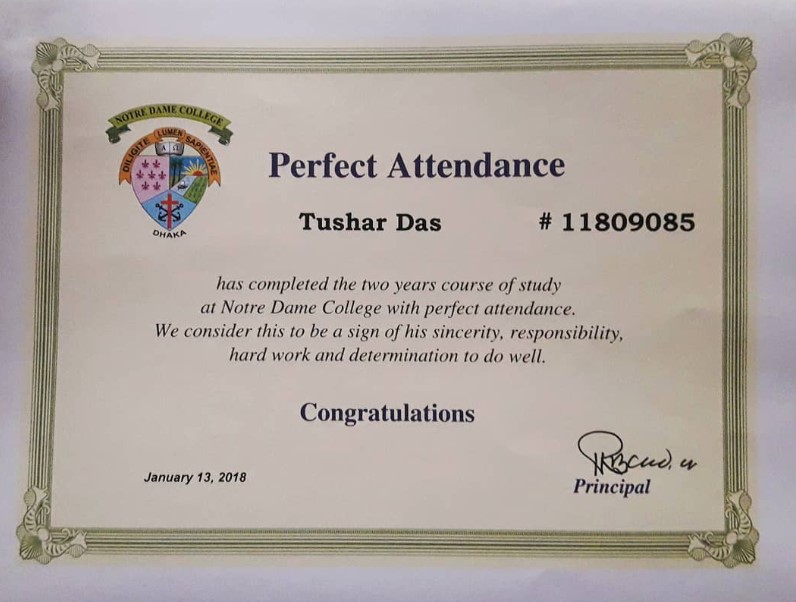 NOTRE DAME COLLEGE
DILIGITE LUMEN SAPIENTIAE
A Ω
DHAKA
Perfect Attendance
Tushar Das # 11809085
has completed the two years course of study
at Notre Dame College with perfect attendance.
We consider this to be a sign of his sincerity, responsibility,
hard work and determination to do well.
Congratulations
January 13, 2018
Principal